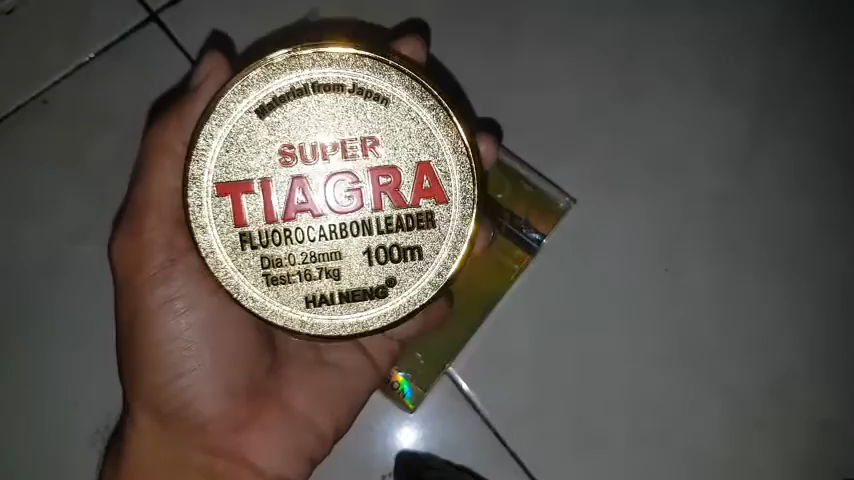 Material from Japan
SUPER
TIAGRA
FLUOROCARBON LEADER
Dia:0.28mm 100m
Test:16.7kg
HAI NENG®